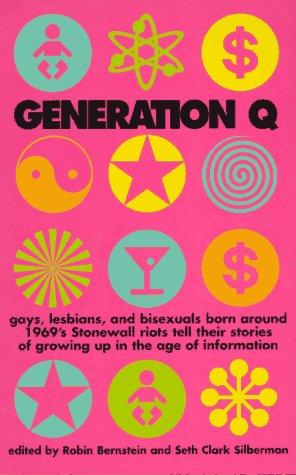 $
GENERATION Q
$
gays, lesbians, and bisexuals born around
1969's Stonewall riots tell their stories
of growing up in the age of information
edited by Robin Bernstein and Seth Clark Silberman